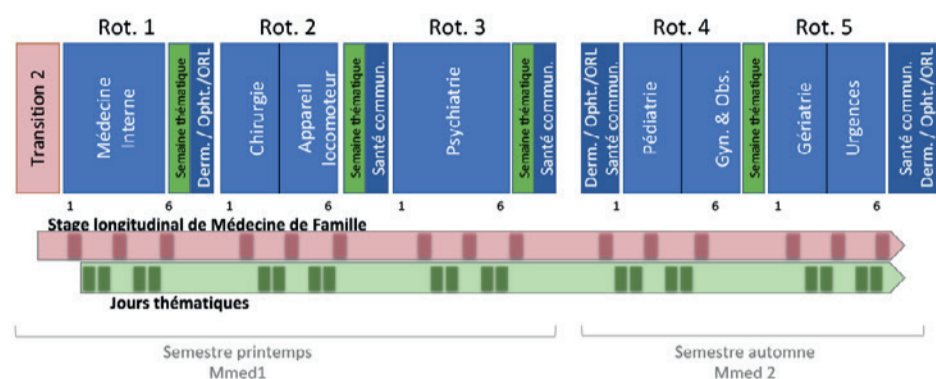 Rot. 1
Rot. 2
Rot. 3
Rot. 4
Rot. 5
Transition 2
Médecine
Interne
Semaine thématique
Derm. / Opht./ORL
Chirurgie
Appareil
locomoteur
Semaine thématique
Santé commun.
Psychiatrie
Semaine thématique
Santé commun.
Derm. / Opht./ORL
Santé commun.
Pédiatrie
Gyn. & Obs.
Semaine thématique
Gériatrie
Urgences
Santé commun.
Derm. / Opht./ORL
1
6
1
6
1
6
1
6
1
6
Stage longitudinal de Médecine de Famille
Jours thématiques
Semestre printemps
Mmed1
Semestre automne
Mmed 2